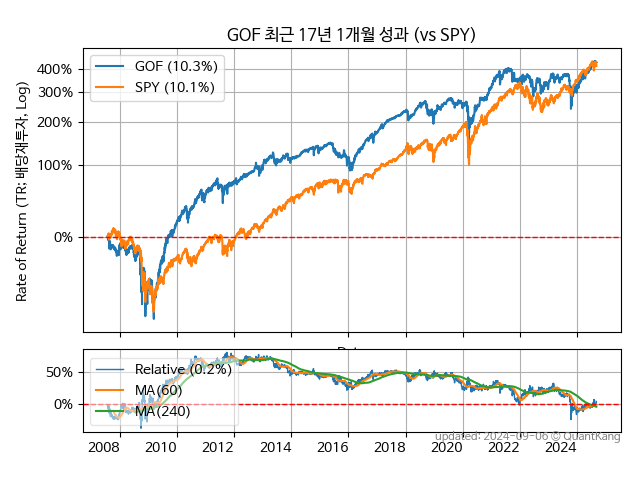 GOF 최근 17년 1개월 성과 (vs SPY)
Rate of Return (TR: 배당재투자, Log)
400%
300%
200%
100%
0%
GOF (10.3%)
SPY (10.1%)
50%
0%
Relative (0.2%)
MA(60)
MA(240)
2008 2010 2012 2014 2016 2018 2020 2022 2024
updated: 2024-09-06 © QuantKang